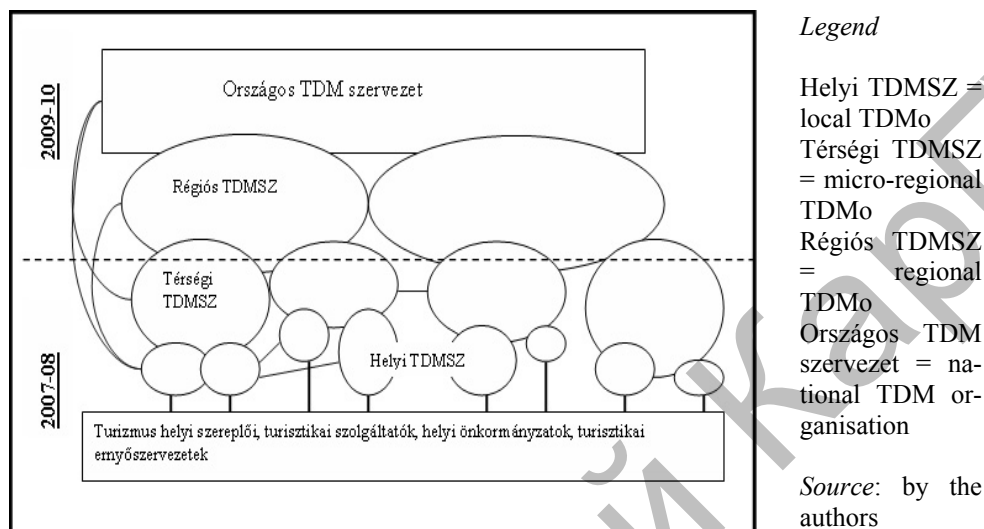 2009-10
Országos TDM szervezet
Régiós TDMSZ
Térségi
TDMSZ
Helyi TDMSZ
2007-08
Turizmus helyi szereplői, turisztikai szolgáltatók, helyi önkormányzatok, turisztikai
ernyőszervezetek
Legend
Helyi TDMSZ =
local TDMo
Térségi TDMSZ
= micro-regional
TDMo
Régiós TDMSZ
= regional
TDMo
Országos TDM
szervezet = na-
tional TDM or-
ganisation
Source: by the
authors